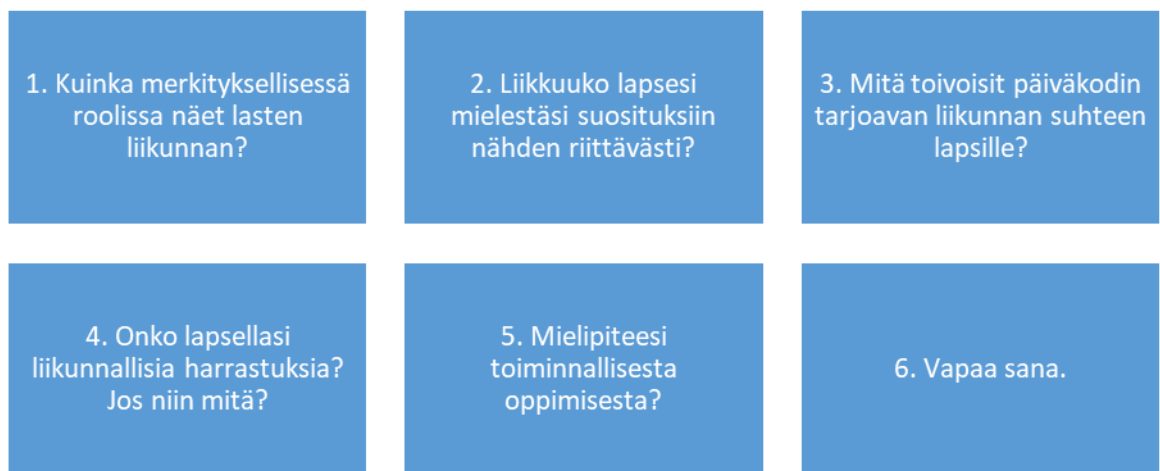 1. Kuinka merkityksellisessä
roolissa näet lasten
liikunnan?
2. Liikkuuko lapsesi
mielestäsi suosituksiin
nähden riittävästi?
3. Mitä toivoisit päiväkodin
tarjoavan liikunnan suhteen
lapsille?
4. Onko lapsellasi
liikunnallisia harrastuksia?
Jos niin mitä?
5. Mielipiteesi
toiminnallisesta
oppimisesta?
6. Vapaa sana.